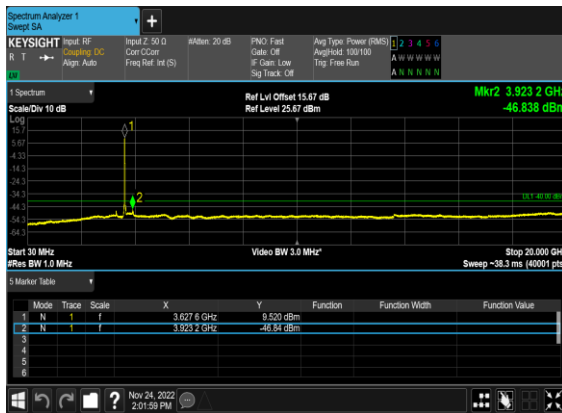 Spectrum Analyzer 1
Swept SA
KEYSIGHT
R T
Input: RF
Coupling: DC
Align: Auto
Input Z: 50 Ω
Corr CCorr
Freq Ref: Int (S)
#Atten: 20 dB
PNO: Fast
Gate: Off
IF Gain: Low
Sig Track: Off
Avg Type: Power (RMS)
Avg|Hold: 100/100
Trig: Free Run
1 2 3 4 5 6
A W W W W W
A N N N N N
1 Spectrum
Scale/Div 10 dB
Ref Lvl Offset 15.67 dB
Ref Level 25.67 dBm
Mkr2 3.923 2 GHz
-46.838 dBm
Log
15.7
5.67
-4.33
-14.3
-24.3
-34.3
-44.3
-54.3
-64.3
1
2
Start 30 MHz
#Res BW 1.0 MHz
Video BW 3.0 MHz*
Stop 20.000 GH
Sweep ~38.3 ms (40001 pts
5 Marker Table
Mode Trace Scale X Y Function Function Width Function Value
1 N 1 f 3.627 6 GHz 9.520 dBm
2 N 1 f 3.923 2 GHz -46.84 dBm
3
4
5
6
Nov 24, 2022
2:01:59 PM